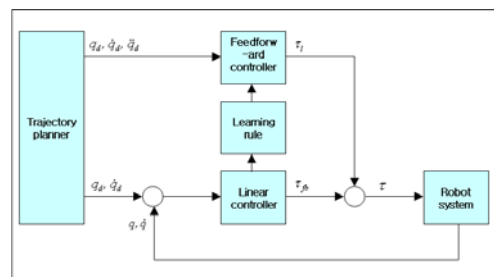 q_d, q̇_d, q̈_d
Feedforw
-ard
controller
τ_l
Trajectory
planner
Learning
rule
q_d, q̇_d
Linear
controller
τ_fb
τ
Robot
system
q, q̇